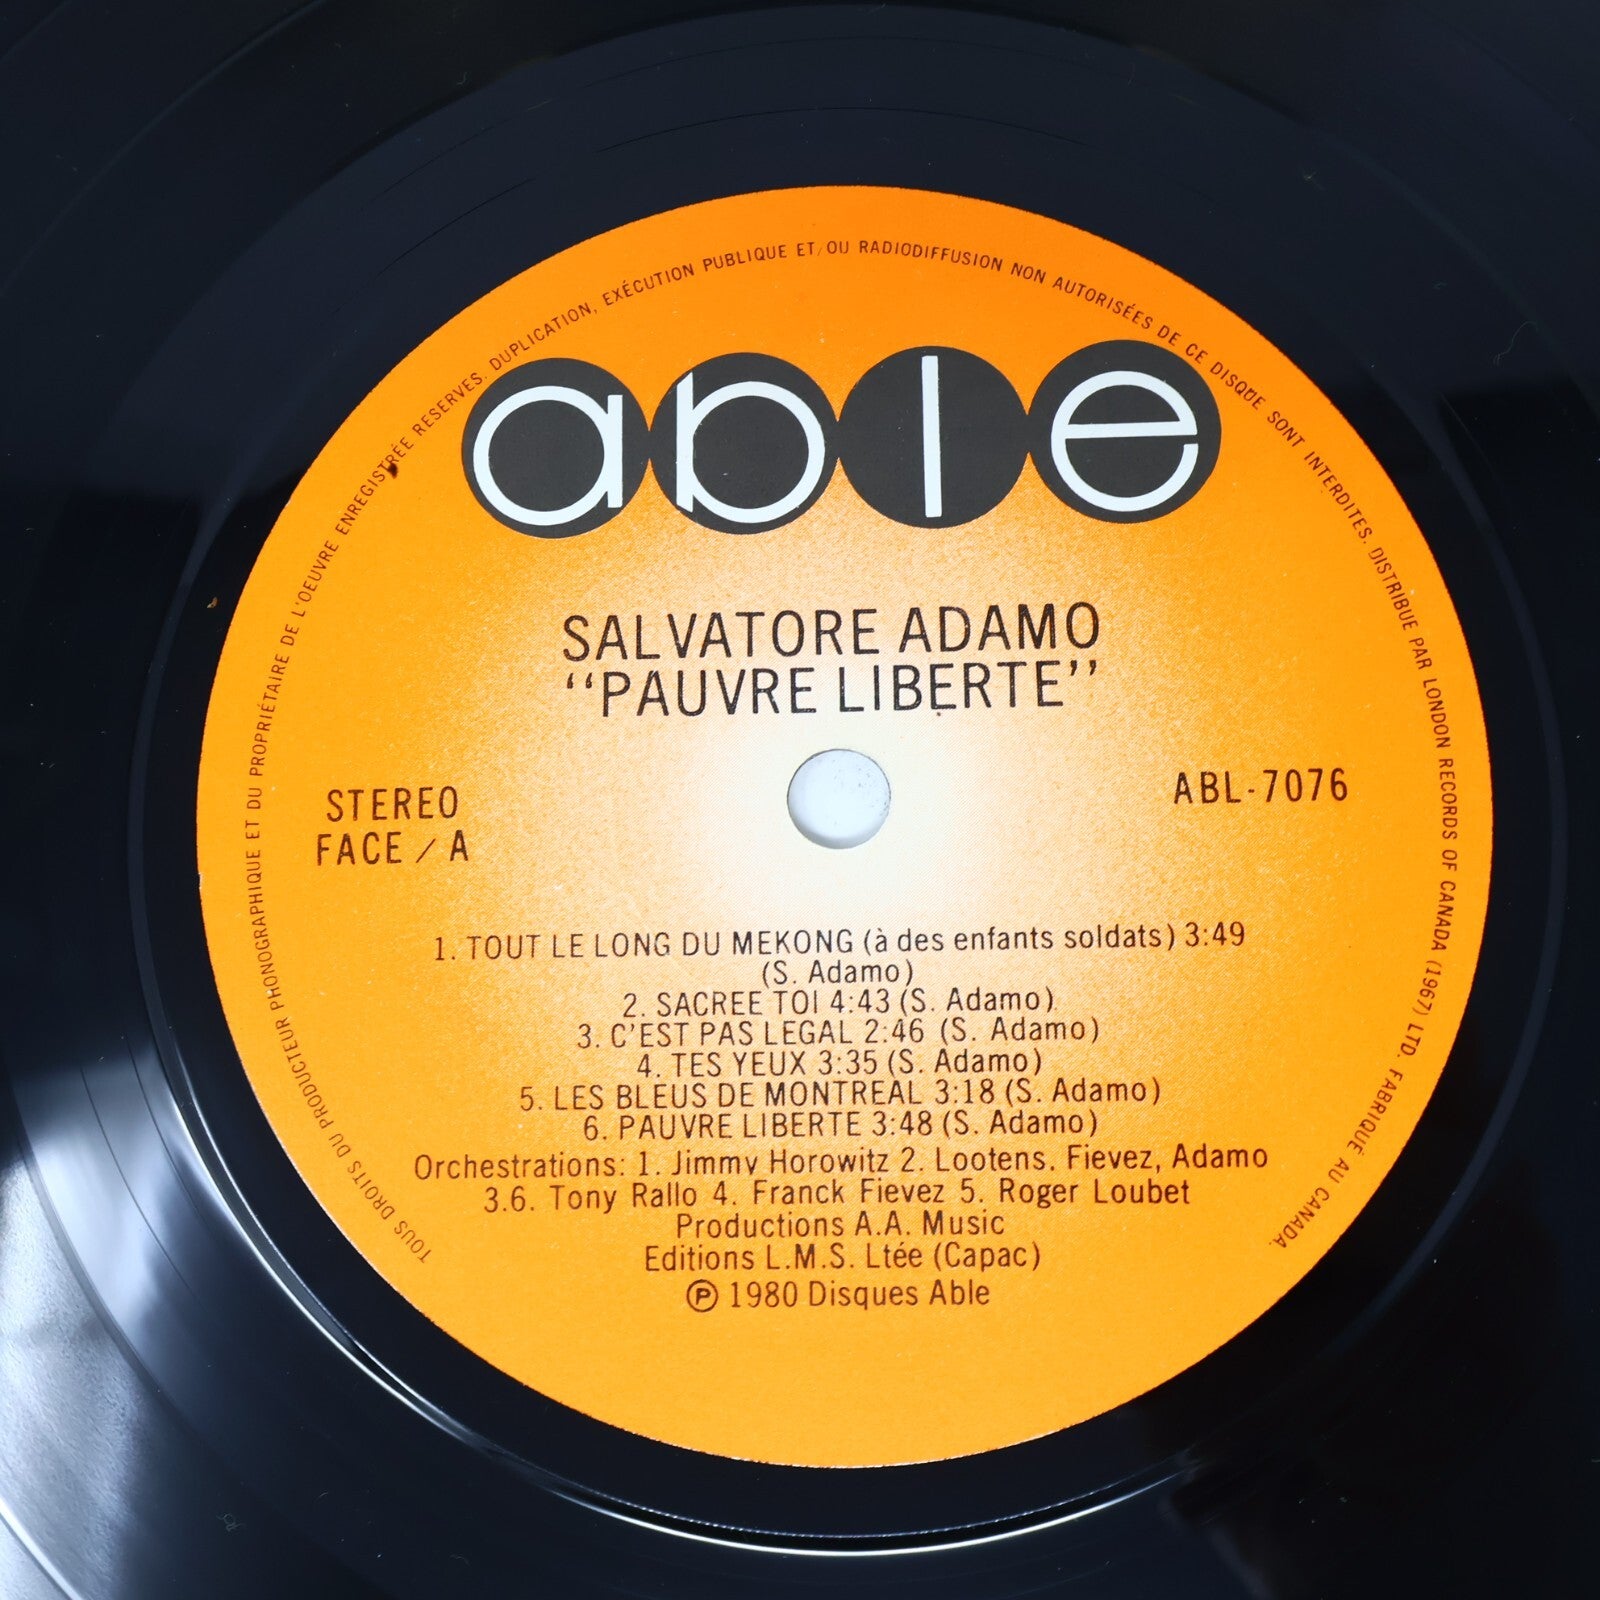 TOUS DROITS DU PRODUCTEUR PHONOGRAPHIQUE ET DU PROPRIÉTAIRE DE L'OEUVRE ENREGISTRÉE RESERVES. DUPLICATION, EXÉCUTION PUBLIQUE ET/OU RADIODIFFUSION NON AUTORISÉES DE CE DISQUE SONT INTERDITES. DISTRIBUE PAR LONDON RECORDS OF CANADA (1967) LTD. FABRIQUÉ AU CANADA.
able
SALVATORE ADAMO
"PAUVRE LIBERTE"
STEREO
FACE / A
ABL-7076
1. TOUT LE LONG DU MEKONG (à des enfants soldats) 3:49
(S. Adamo)
2. SACREE TOI 4:43 (S. Adamo)
3. C'EST PAS LEGAL 2:46 (S. Adamo)
4. TES YEUX 3:35 (S. Adamo)
5. LES BLEUS DE MONTREAL 3:18 (S. Adamo)
6. PAUVRE LIBERTE 3:48 (S. Adamo)
Orchestrations: 1. Jimmy Horowitz 2. Lootens. Fievez, Adamo
3.6. Tony Rallo 4. Franck Fievez 5. Roger Loubet
Productions A.A. Music
Editions L.M.S. Ltée (Capac)
℗ 1980 Disques Able